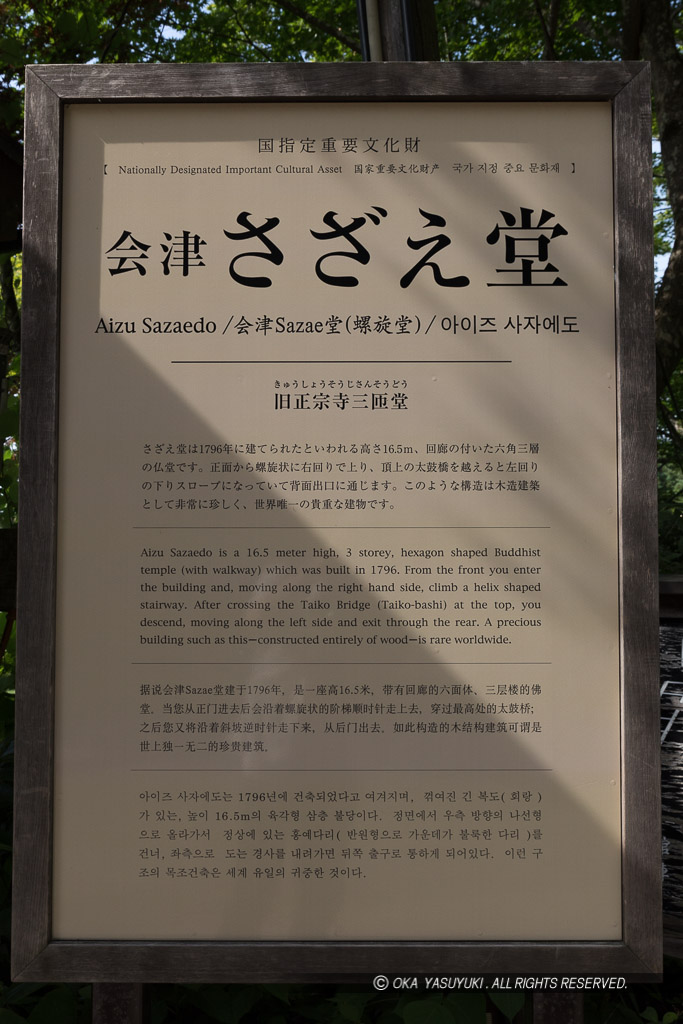 国指定重要文化財
【 Nationally Designated Important Cultural Asset 国家重要文化财产 국가 지정 중요 문화재 】
会津さざえ堂
Aizu Sazaedo /会津Sazae堂(螺旋堂) / 아이즈 사자에도
きゅうしょうそうじさんそうどう
旧正宗寺三匝堂
さざえ堂は1796年に建てられたといわれる高さ16.5m、回廊の付いた六角三層
の仏堂です。正面から螺旋状に右回りで上り、頂上の太鼓橋を越えると左回り
の下りスロープになっていて背面出口に通じます。このような構造は木造建築
として非常に珍しく、世界唯一の貴重な建物です。
Aizu Sazaedo is a 16.5 meter high, 3 storey, hexagon shaped Buddhist
temple (with walkway) which was built in 1796. From the front you enter
the building and, moving along the right hand side, climb a helix shaped
stairway. After crossing the Taiko Bridge (Taiko-bashi) at the top, you
descend, moving along the left side and exit through the rear. A precious
building such as this—constructed entirely of wood—is rare worldwide.
据说会津Sazae堂建于1796年，是一座高16.5米，带有回廊的六面体、三层楼的佛
堂。当您从正门进去后会沿着螺旋状的阶梯顺时针走上去，穿过最高处的太鼓桥；
之后您又将沿着斜坡逆时针走下来，从后门出去。如此构造的木结构建筑可谓是
世上独一无二的珍贵建筑。
아이즈 사자에도는 1796년에 건축되었다고 여겨지며, 꺾여진 긴 복도( 회랑 )
가 있는, 높이 16.5m의 육각형 삼층 불당이다. 정면에서 우측 방향의 나선형
으로 올라가서 정상에 있는 홍예다리( 반원형으로 가운데가 불룩한 다리 )를
건너, 좌측으로 도는 경사를 내려가면 뒤쪽 출구로 통하게 되어있다. 이런 구
조의 목조건축은 세계 유일의 귀중한 것이다.
© OKA YASUYUKI . ALL RIGHTS RESERVED.